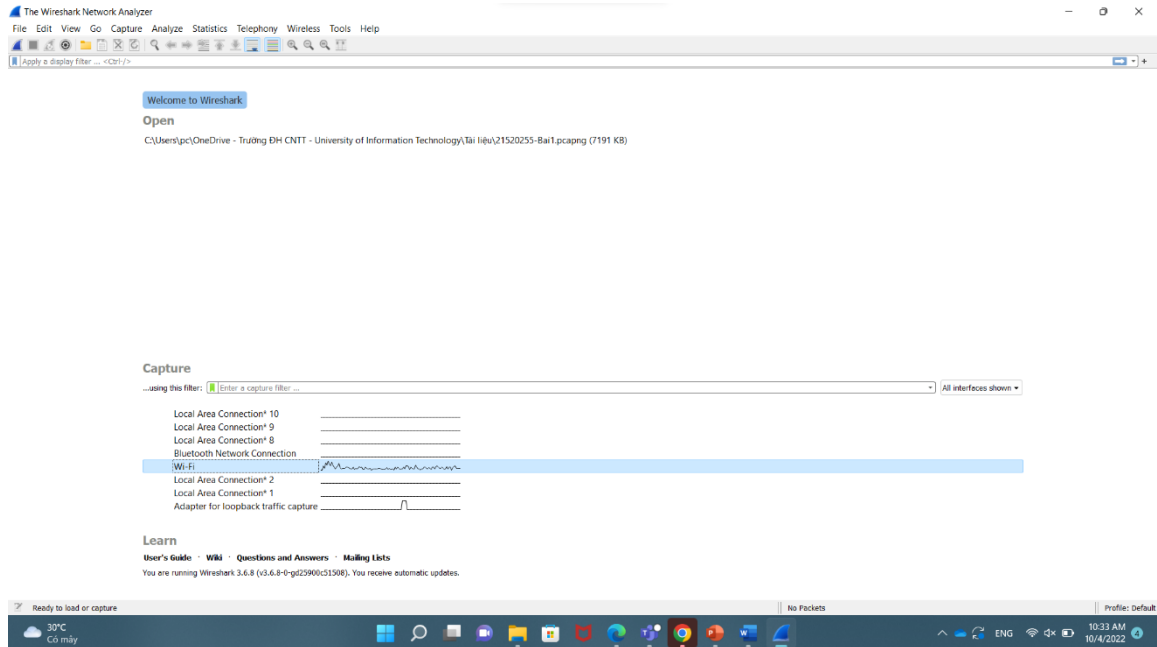 The Wireshark Network Analyzer
File Edit View Go Capture Analyze Statistics Telephony Wireless Tools Help
Apply a display filter ... <Ctrl-/>
Welcome to Wireshark
Open
C:\Users\pc\OneDrive - Trường ĐH CNTT - University of Information Technology\Tài liệu\21520255-Bai1.pcapng (7191 KB)
Capture
...using this filter: Enter a capture filter ... All interfaces shown
Local Area Connection* 10
Local Area Connection* 9
Local Area Connection* 8
Bluetooth Network Connection
Wi-Fi
Local Area Connection* 2
Local Area Connection* 1
Adapter for loopback traffic capture
Learn
User's Guide · Wiki · Questions and Answers · Mailing Lists
You are running Wireshark 3.6.8 (v3.6.8-0-gd25900c51508). You receive automatic updates.
Ready to load or capture No Packets Profile: Default
30°C
Có mây
ENG
10:33 AM
10/4/2022
4